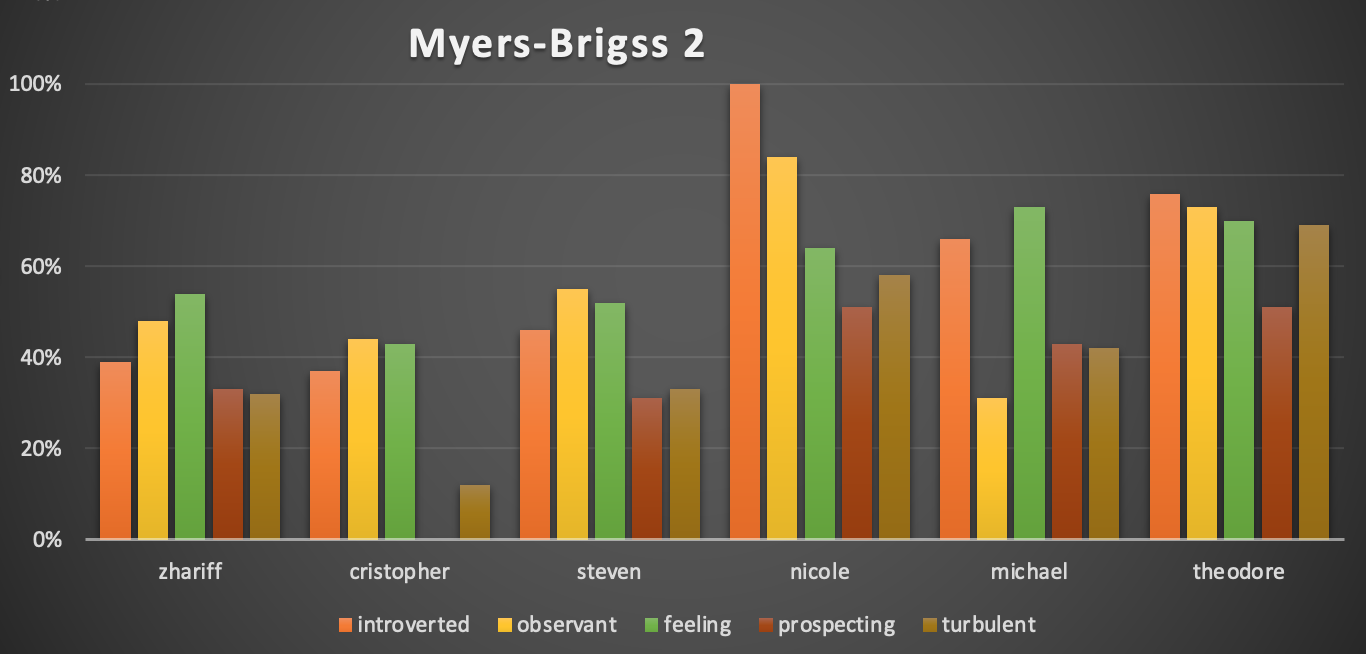 Myers-Brigss 2
100%
80%
60%
40%
20%
0%
zhariff cristopher steven nicole michael theodore
introverted observant feeling prospecting turbulent